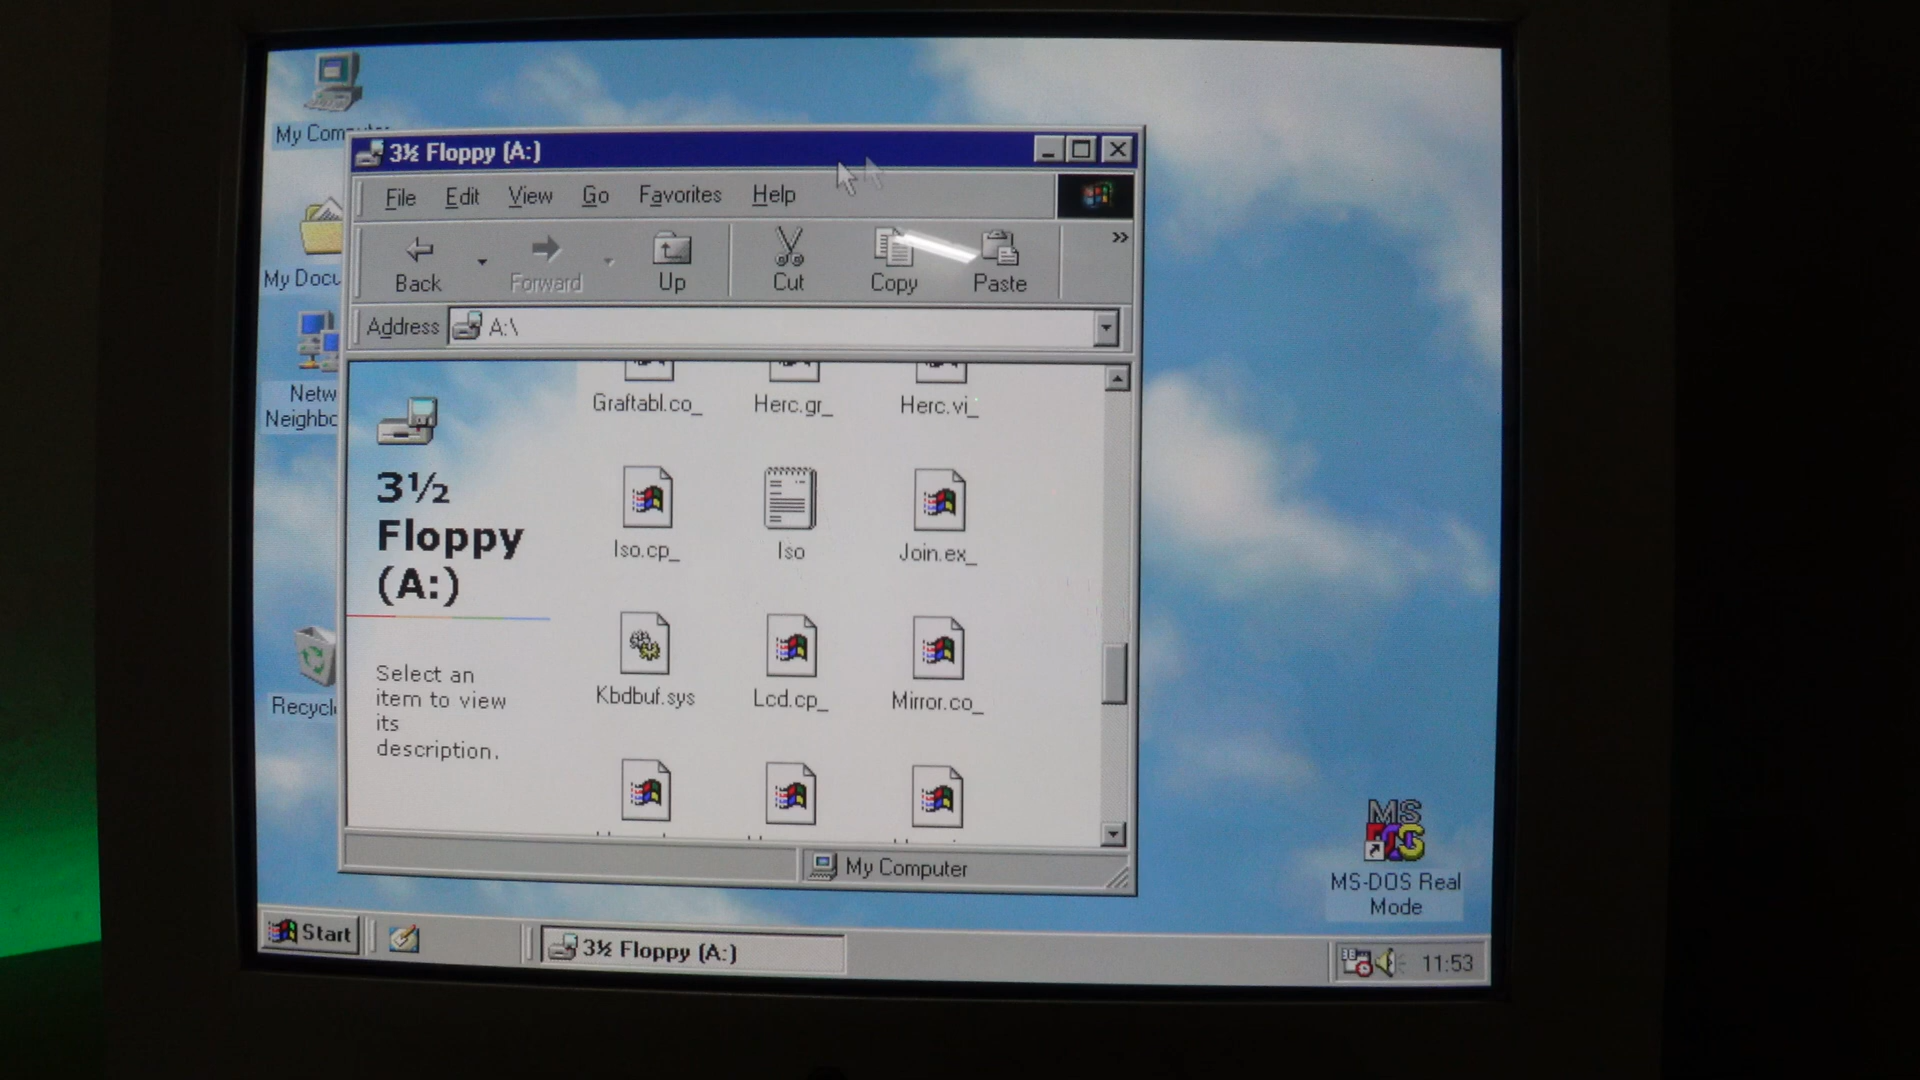 My Computer
3½ Floppy (A:)
File Edit View Go Favorites Help
Back Forward Up Cut Copy Paste »
Address A:\
My Docu
Netw
Neighbo
Recycle
3½
Floppy
(A:)
Select an
item to view
its
description.
Graftabl.co_ Herc.gr_ Herc.vi_
Iso.cp_ Iso Join.ex_
Kbdbuf.sys Lcd.cp_ Mirror.co_
My Computer
MS
DOS
MS-DOS Real
Mode
Start 3½ Floppy (A:) 11:53